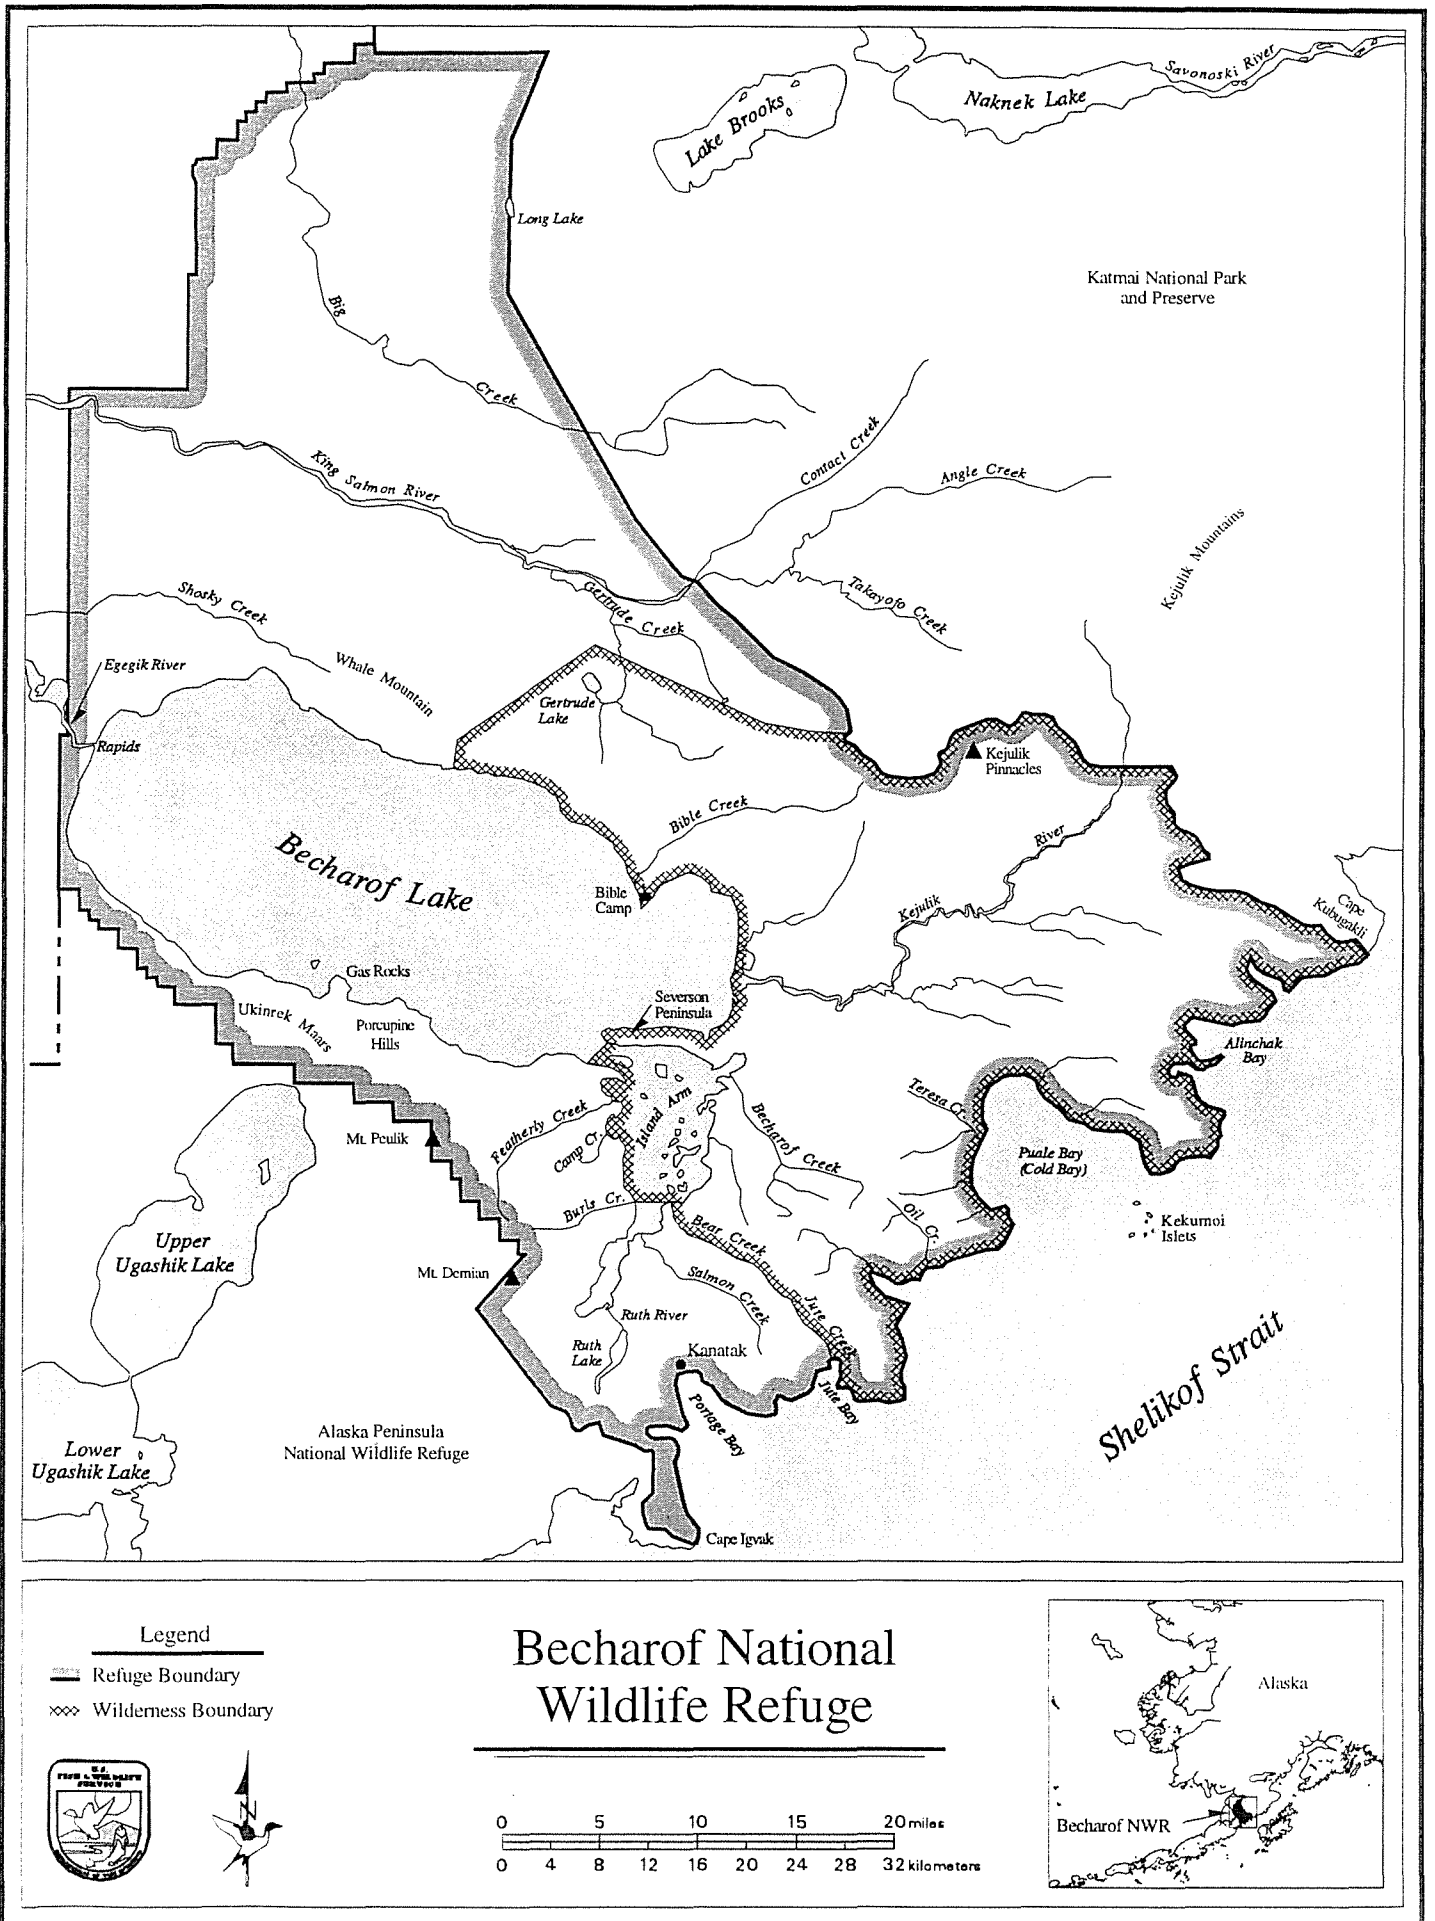 Savonoski River
Naknek Lake
Lake Brooks
Long Lake
Katmai National Park
and Preserve
Big
Creek
Contact Creek
Angle Creek
King Salmon River
Kejulik Mountains
Takayofo Creek
Gertrude Creek
Shosky Creek
Whale Mountain
Egegik River
Gertrude
Lake
Rapids
Kejulik
Pinnacles
Bible Creek
River
Becharof Lake
Bible
Camp
Kejulik
Cape
Kubugakli
Gas Rocks
Severson
Peninsula
Ukinrek Maars
Porcupine
Hills
Alinchak
Bay
Island Arm
Teresa Cr.
Featherly Creek
Becharof Creek
Mt. Peulik
Camp Cr.
Puale Bay
(Cold Bay)
Burls Cr.
Oil Cr.
Kekurnoi
Islets
Bear Creek
Upper
Ugashik Lake
Mt. Demian
Salmon Creek
Jute Creek
Ruth River
Ruth
Lake
Kanatak
Shelikof Strait
Jute Bay
Portage Bay
Alaska Peninsula
National Wildlife Refuge
Lower
Ugashik Lake
Cape Igvak
Legend
Refuge Boundary
Wilderness Boundary
U.S.
FISH & WILDLIFE
SERVICE
N
Becharof National
Wildlife Refuge
0 5 10 15 20 miles
0 4 8 12 16 20 24 28 32 kilometers
Alaska
Becharof NWR